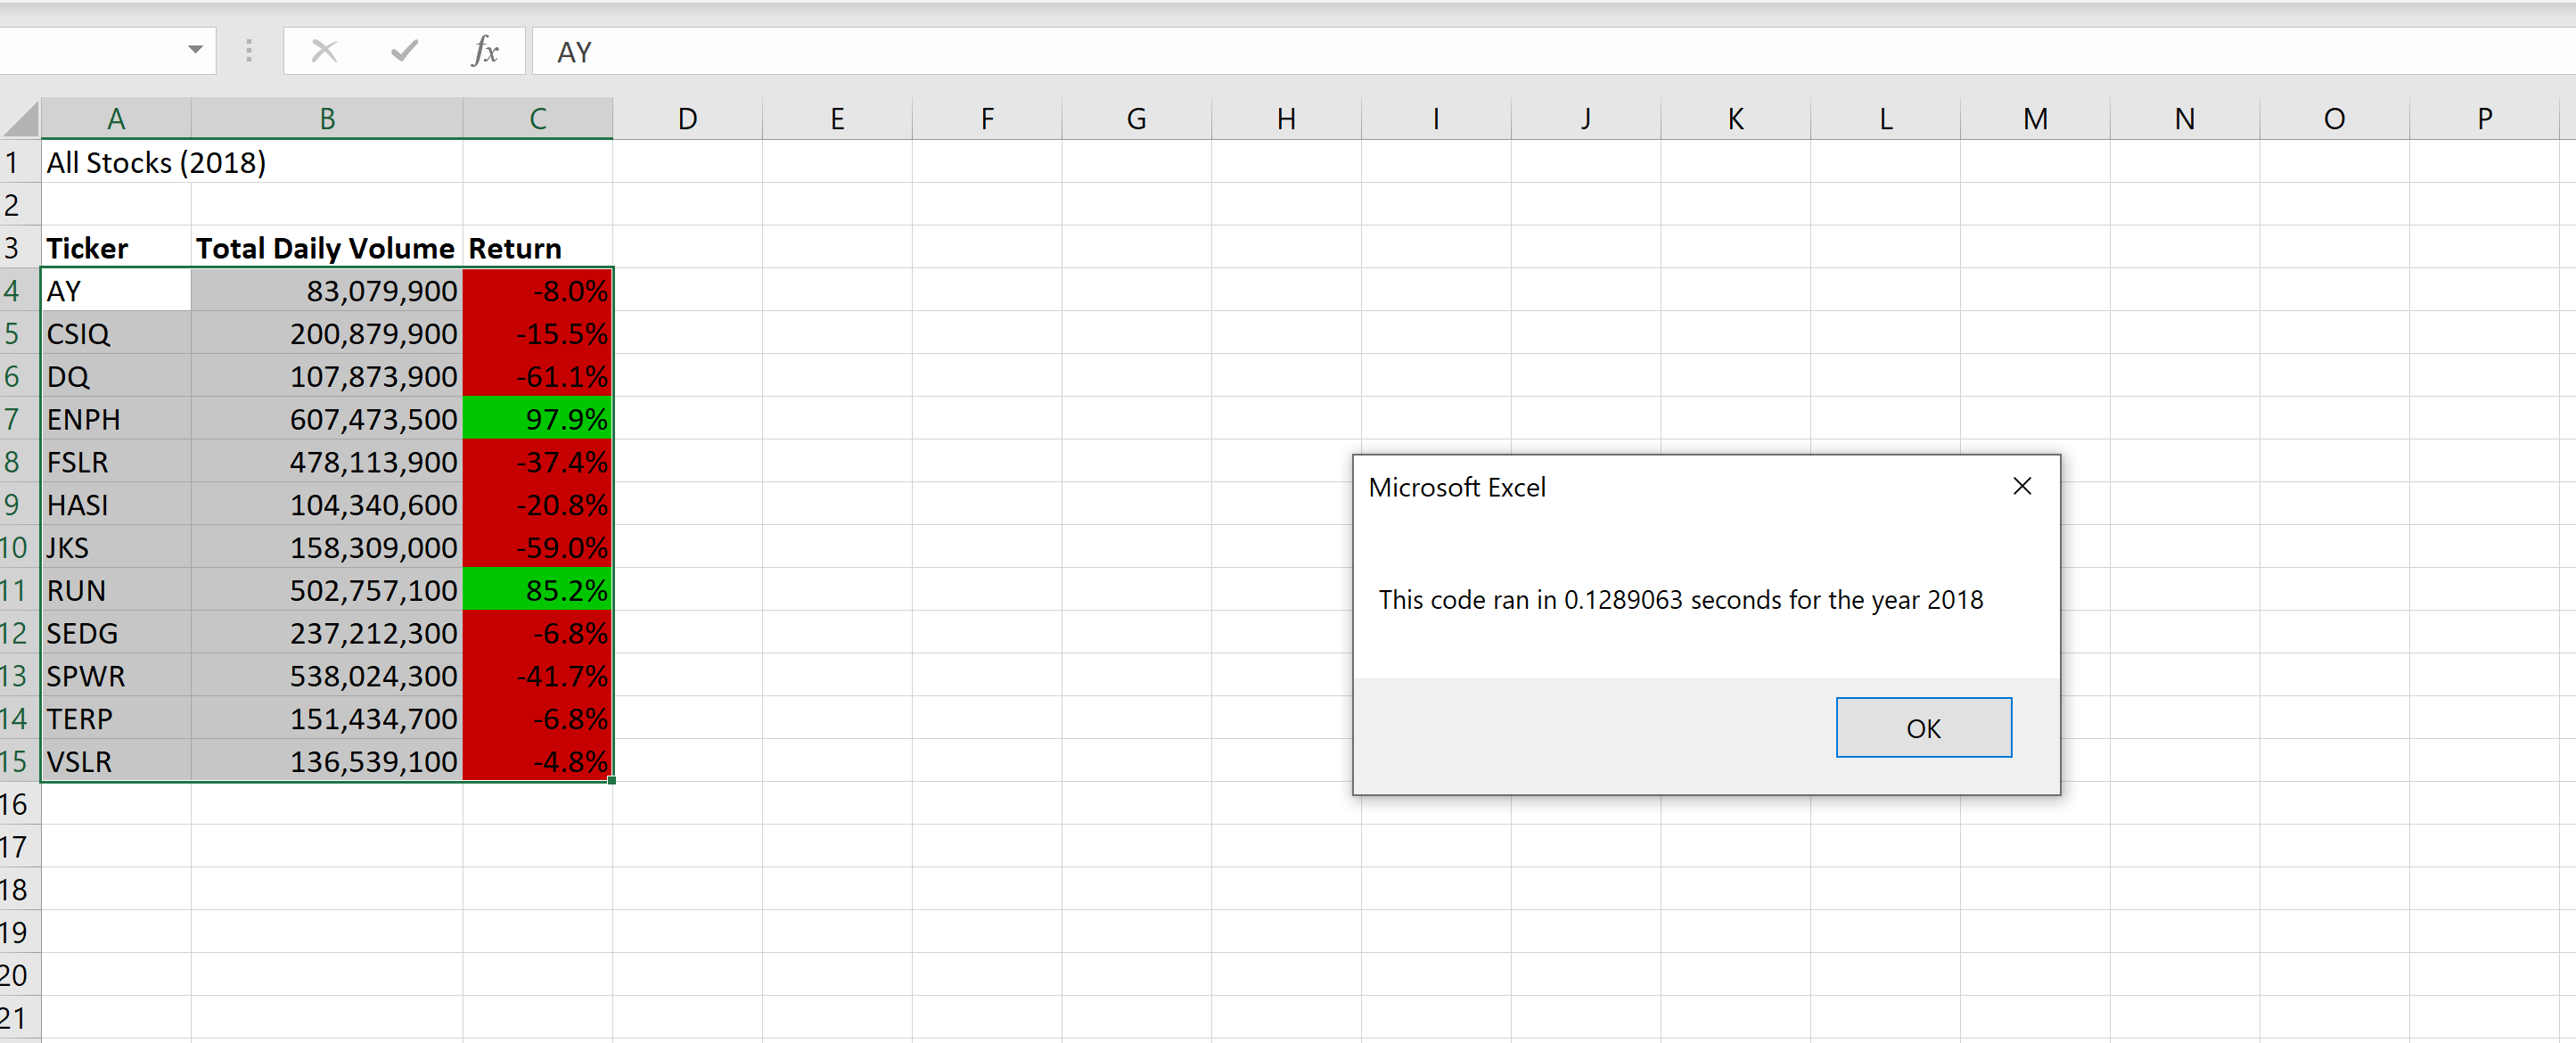 fx AY
A B C D E F G H I J K L M N O P
1 All Stocks (2018)
2
3 Ticker Total Daily Volume Return
4 AY 83,079,900 -8.0%
5 CSIQ 200,879,900 -15.5%
6 DQ 107,873,900 -61.1%
7 ENPH 607,473,500 97.9%
8 FSLR 478,113,900 -37.4%
9 HASI 104,340,600 -20.8%
10 JKS 158,309,000 -59.0%
11 RUN 502,757,100 85.2%
12 SEDG 237,212,300 -6.8%
13 SPWR 538,024,300 -41.7%
14 TERP 151,434,700 -6.8%
15 VSLR 136,539,100 -4.8%
16
17
18
19
20
21
Microsoft Excel
This code ran in 0.1289063 seconds for the year 2018
OK